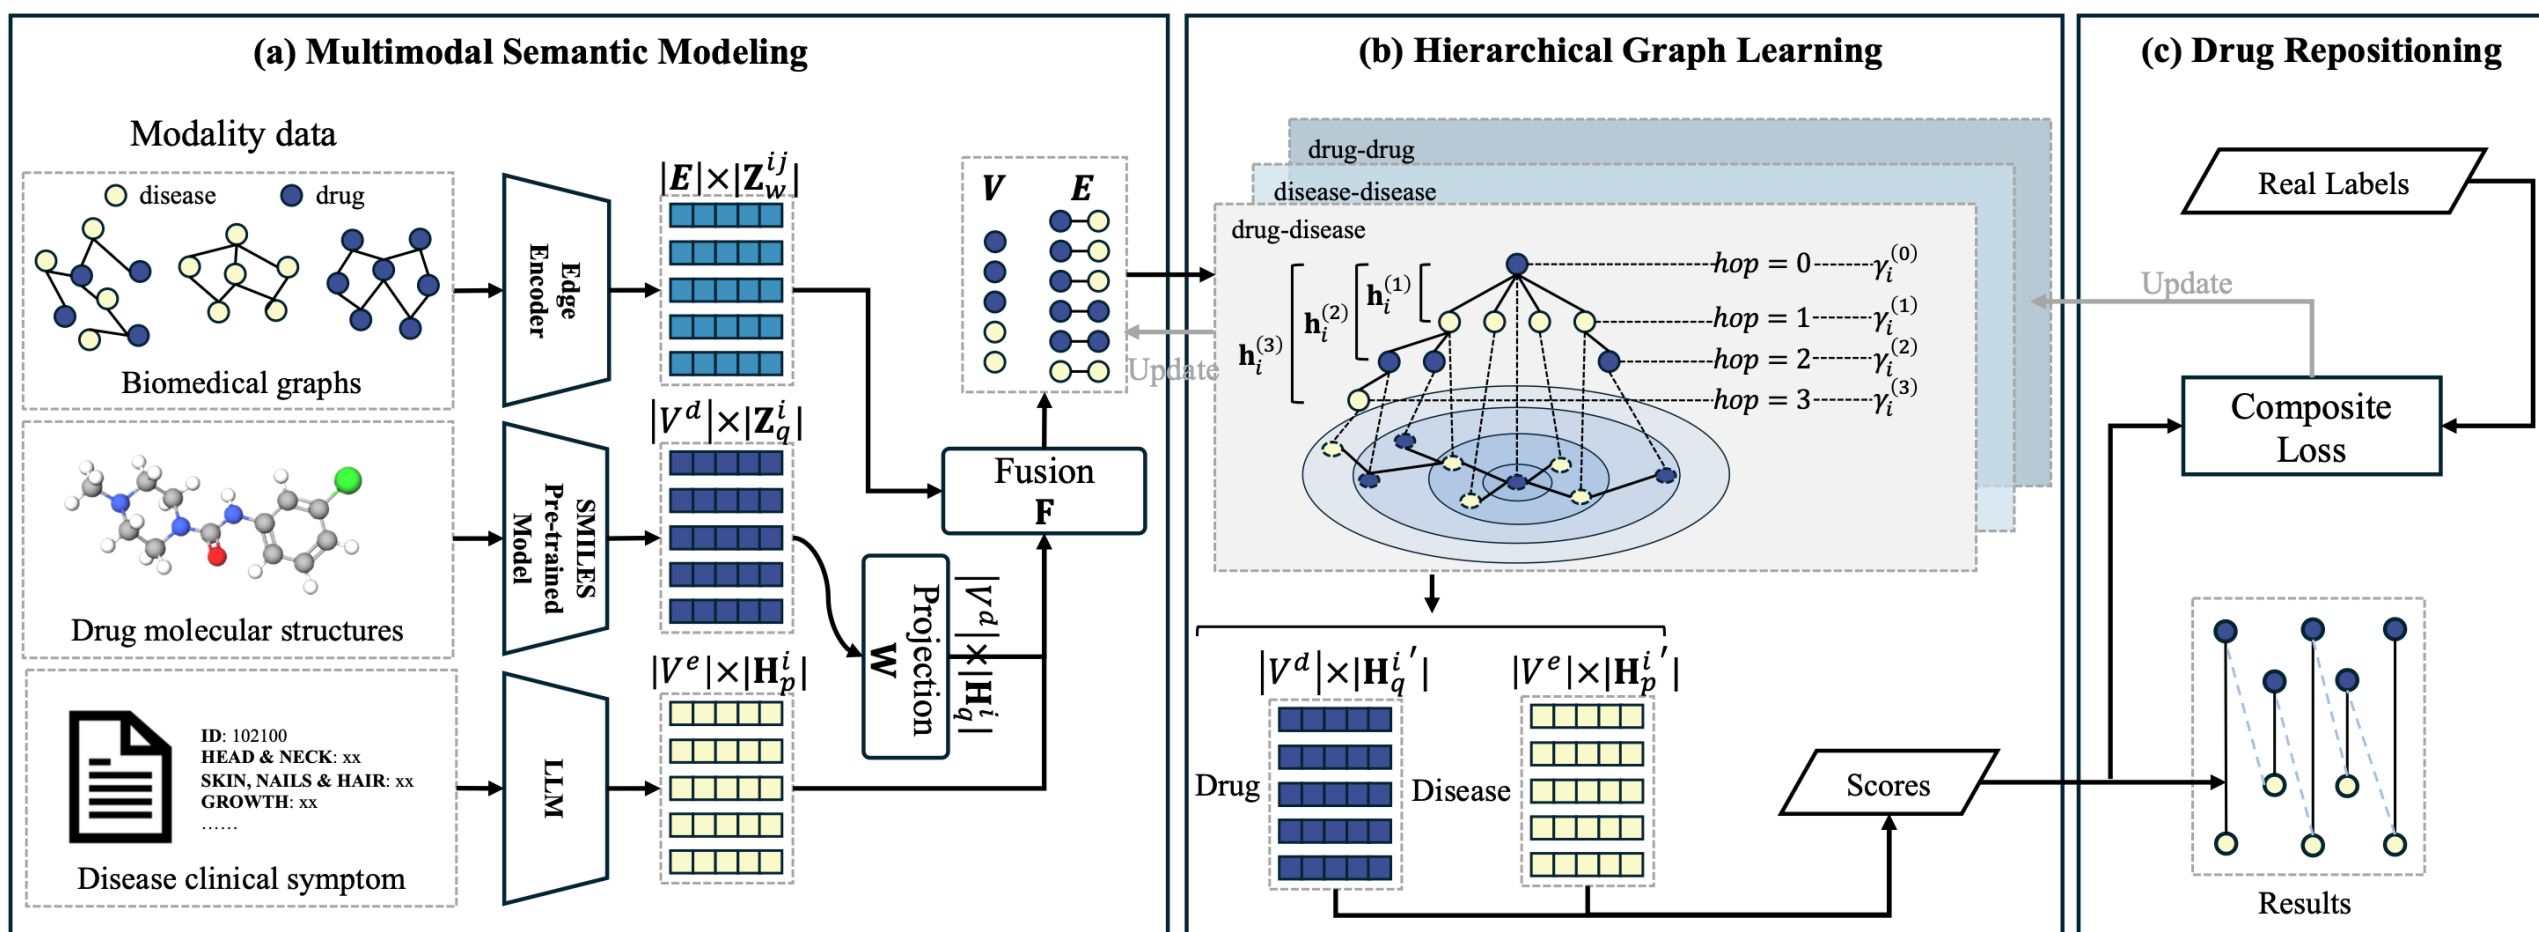 (a) Multimodal Semantic Modeling
Modality data
disease
drug
Biomedical graphs
Drug molecular structures
ID: 102100
HEAD & NECK: xx
SKIN, NAILS & HAIR: xx
GROWTH: xx
......
Disease clinical symptom
Edge
Encoder
SMILES
Pre-trained
Model
LLM
|E|×|Z_w^{ij}|
|V^d|×|Z_q^i|
|V^e|×|H_p^i|
Projection
W
|V^d|×|H_q^i|
Fusion
F
V
E
Update
(b) Hierarchical Graph Learning
drug-drug
disease-disease
drug-disease
h_i^{(1)}
h_i^{(2)}
h_i^{(3)}
hop = 0 γ_i^{(0)}
hop = 1 γ_i^{(1)}
hop = 2 γ_i^{(2)}
hop = 3 γ_i^{(3)}
|V^d|×|H_q^i′|
|V^e|×|H_p^i′|
Drug
Disease
Scores
(c) Drug Repositioning
Real Labels
Update
Composite
Loss
Results